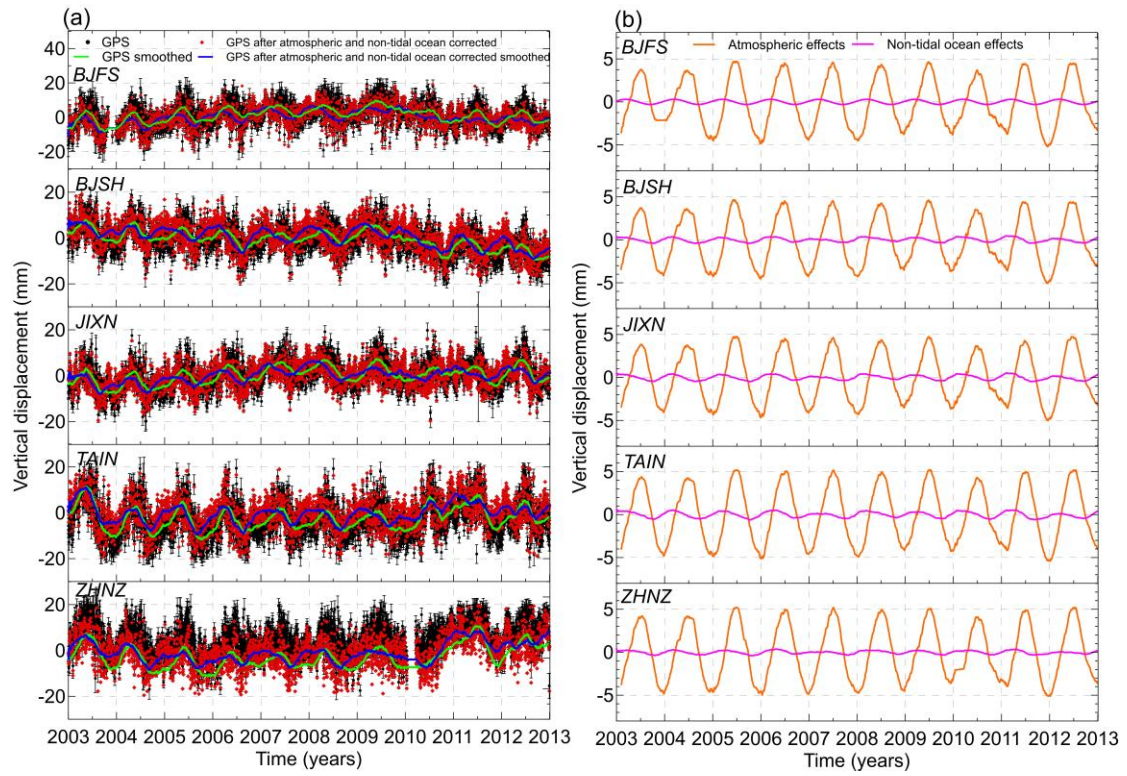 (a)
(b)
GPS
GPS after atmospheric and non-tidal ocean corrected
GPS smoothed
GPS after atmospheric and non-tidal ocean corrected smoothed
BJFS
BJSH
JIXN
TAIN
ZHNZ
50
40
20
0
-20
20
0
-20
20
0
-20
20
0
-20
20
0
-20
Vertical displacement (mm)
2003 2004 2005 2006 2007 2008 2009 2010 2011 2012 2013
Time (years)
Atmospheric effects
Non-tidal ocean effects
BJFS
BJSH
JIXN
TAIN
ZHNZ
5
0
-5
5
0
-5
5
0
-5
5
0
-5
5
0
-5
Vertical displacement (mm)
2003 2004 2005 2006 2007 2008 2009 2010 2011 2012 2013
Time (years)